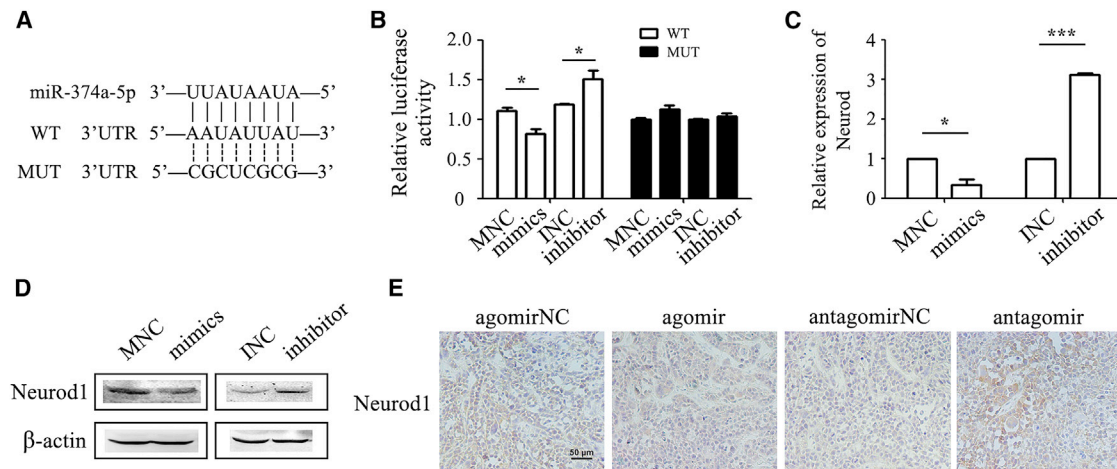 A
miR-374a-5p 3’—UUAUAAUA—5’
WT 3’UTR 5’—AAUAUUAU—3’
MUT 3’UTR 5’—CGCUCGCG—3’
B
Relative luciferase
activity
2.0
1.5
1.0
0.5
0
WT
MUT
*
*
MNC
mimics
INC
inhibitor
MNC
mimics
INC
inhibitor
C
Relative expression of
Neurod
4
3
2
1
0
*
***
MNC
mimics
INC
inhibitor
D
MNC
mimics
INC
inhibitor
Neurod1
β-actin
E
agomirNC agomir antagomirNC antagomir
Neurod1
50 μm